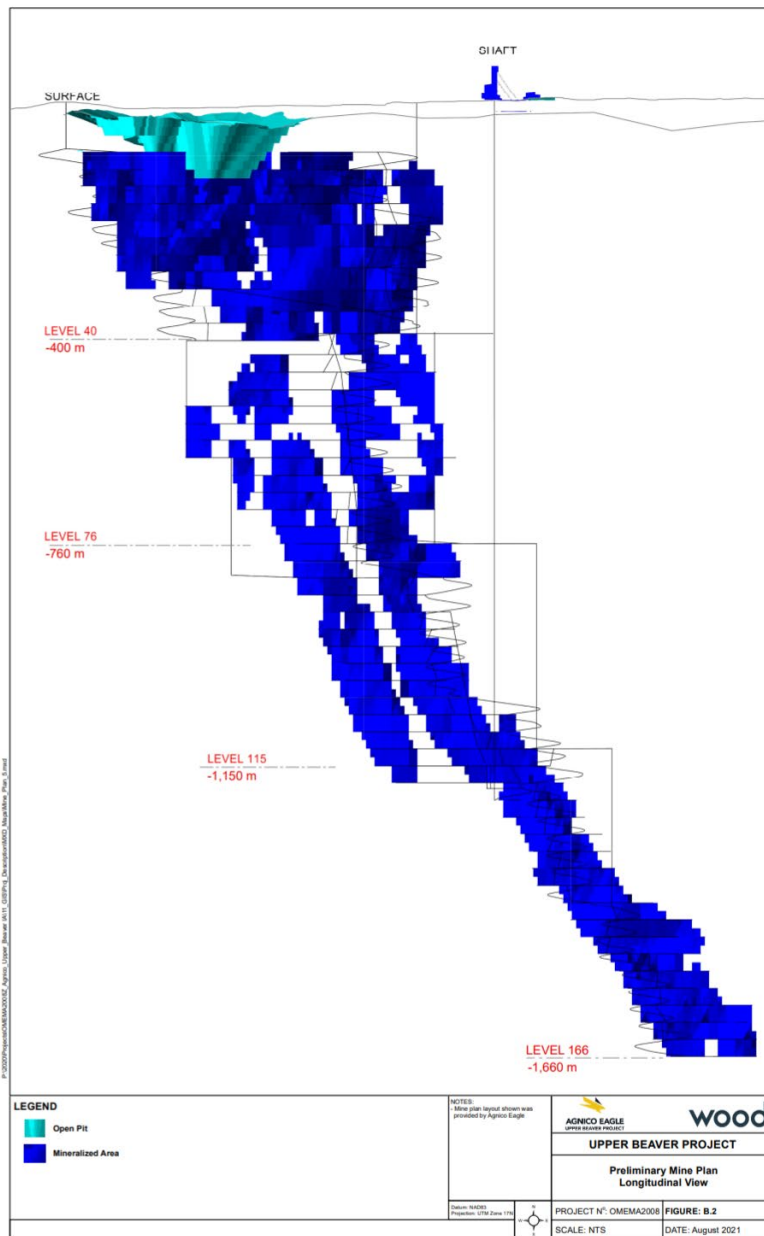 SHAFT
SURFACE
LEVEL 40
-400 m
LEVEL 76
-760 m
LEVEL 115
-1,150 m
LEVEL 166
-1,660 m
LEGEND
Open Pit
Mineralized Area
NOTES:
- Mine plan layout shown was
provided by Agnico Eagle
Datum: NAD83
Projection: UTM Zone 17N
AGNICO EAGLE
UPPER BEAVER PROJECT
wood
UPPER BEAVER PROJECT
Preliminary Mine Plan
Longitudinal View
PROJECT Nº: OMEMA2008
FIGURE: B.2
SCALE: NTS
DATE: August 2021